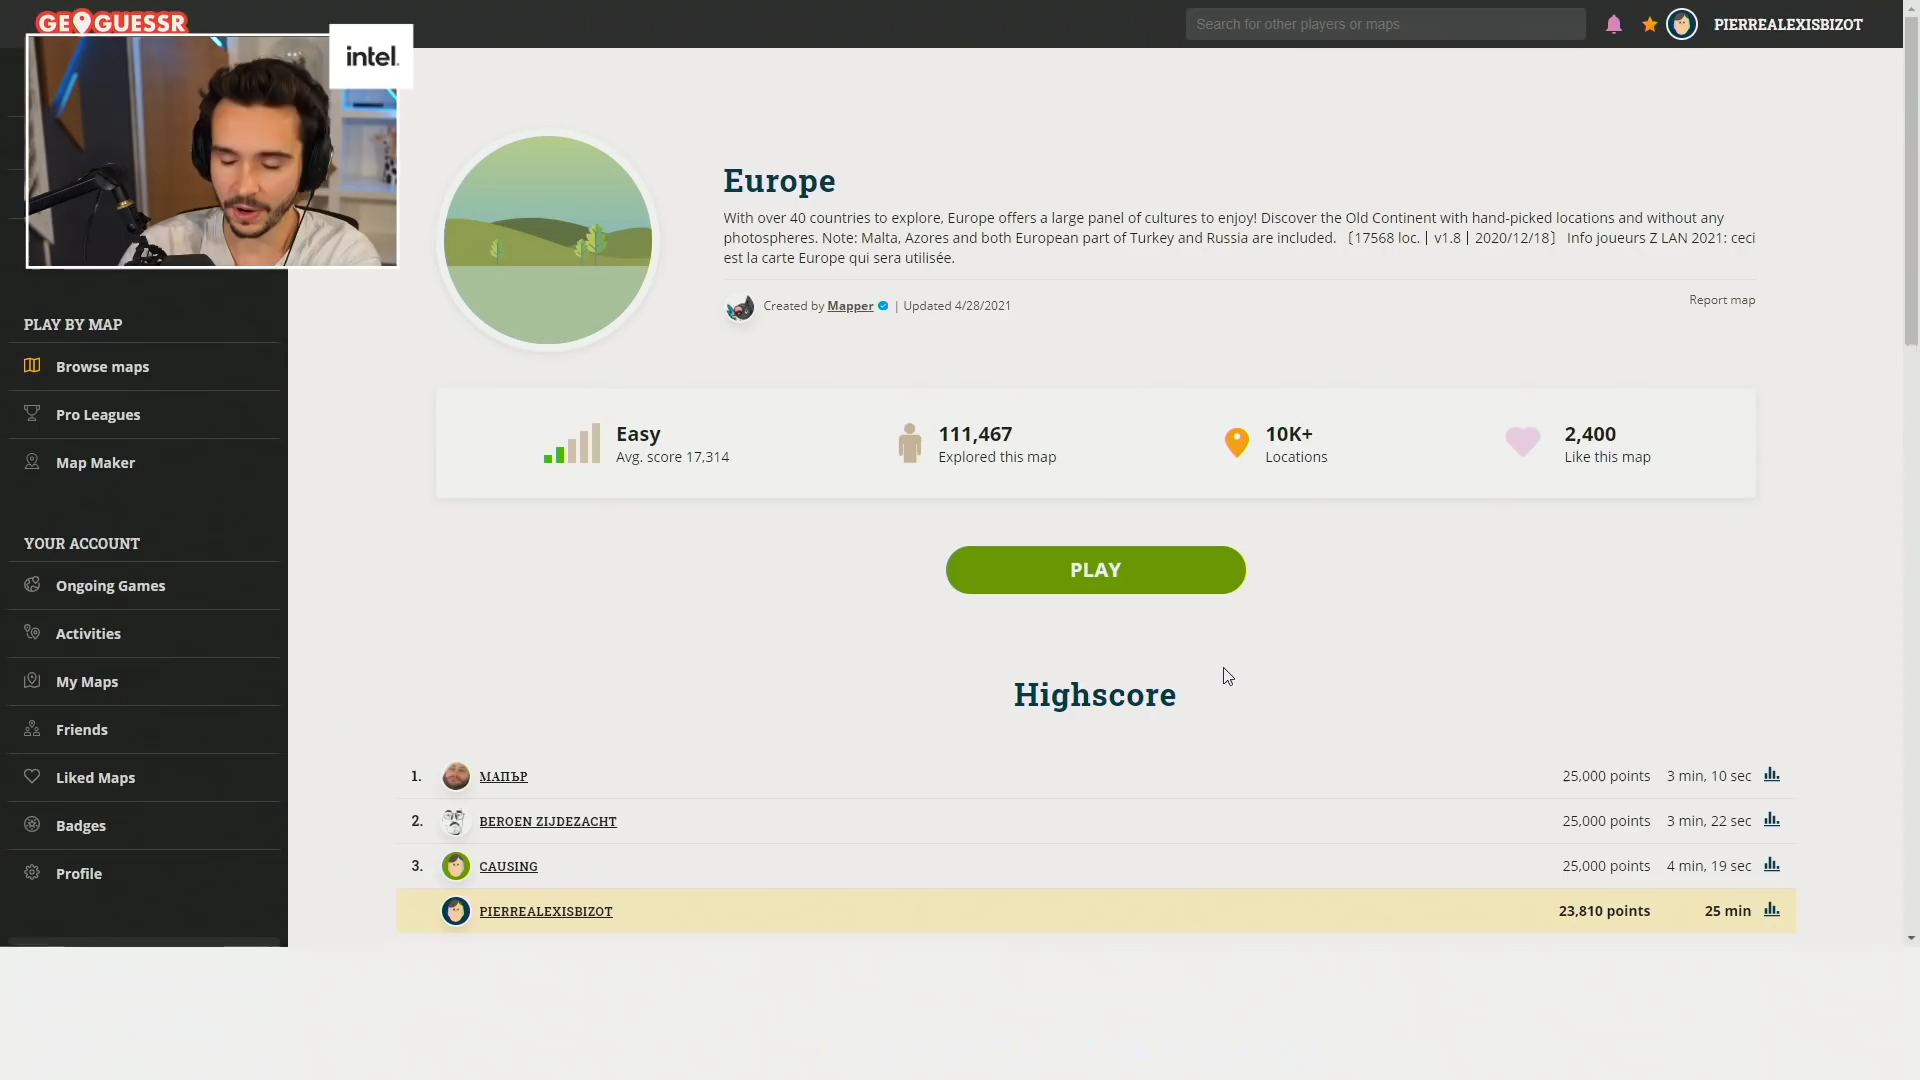 GEOGUESSR
Search for other players or maps
PIERREALEXISBIZOT
intel.
Europe
With over 40 countries to explore, Europe offers a large panel of cultures to enjoy! Discover the Old Continent with hand-picked locations and without any
photospheres. Note: Malta, Azores and both European part of Turkey and Russia are included. 〔17568 loc. | v1.8 | 2020/12/18〕 Info joueurs Z LAN 2021: ceci
est la carte Europe qui sera utilisée.
Created by Mapper | Updated 4/28/2021
Report map
PLAY BY MAP
Browse maps
Pro Leagues
Map Maker
YOUR ACCOUNT
Ongoing Games
Activities
My Maps
Friends
Liked Maps
Badges
Profile
Easy
Avg. score 17,314
111,467
Explored this map
10K+
Locations
2,400
Like this map
PLAY
Highscore
1. МАПЪР 25,000 points 3 min, 10 sec
2. BEROEN ZIJDEZACHT 25,000 points 3 min, 22 sec
3. CAUSING 25,000 points 4 min, 19 sec
PIERREALEXISBIZOT 23,810 points 25 min